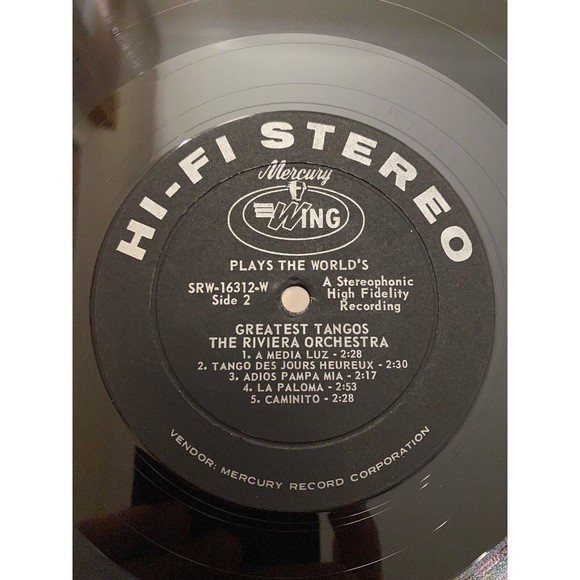 HI-FI STEREO
Mercury
WING
PLAYS THE WORLD'S
SRW-16312-W
Side 2
A Stereophonic
High Fidelity
Recording
GREATEST TANGOS
THE RIVIERA ORCHESTRA
1. A MEDIA LUZ - 2:28
2. TANGO DES JOURS HEUREUX - 2:30
3. ADIOS PAMPA MIA - 2:17
4. LA PALOMA - 2:53
5. CAMINITO - 2:28
VENDOR: MERCURY RECORD CORPORATION